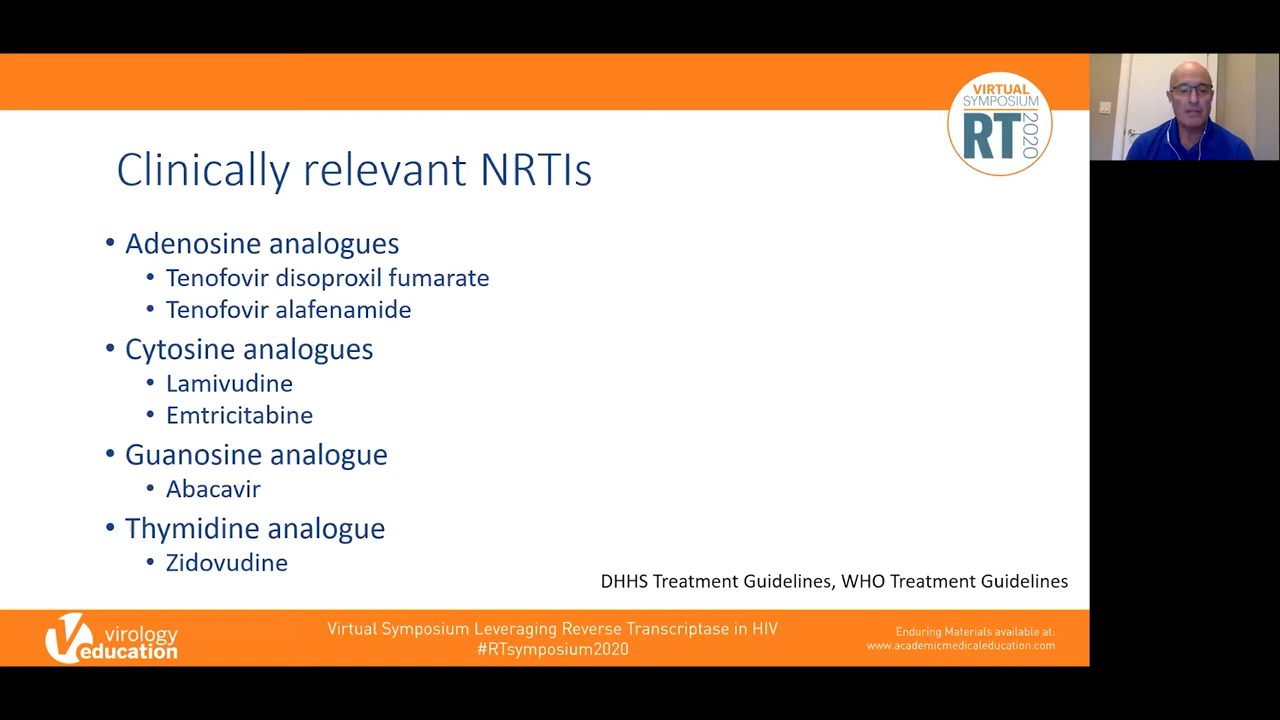 VIRTUAL
SYMPOSIUM
RT
2020
Clinically relevant NRTIs
• Adenosine analogues
• Tenofovir disoproxil fumarate
• Tenofovir alafenamide
• Cytosine analogues
• Lamivudine
• Emtricitabine
• Guanosine analogue
• Abacavir
• Thymidine analogue
• Zidovudine
DHHS Treatment Guidelines, WHO Treatment Guidelines
virology
education
Virtual Symposium Leveraging Reverse Transcriptase in HIV
#RTsymposium2020
Enduring Materials available at:
www.academicmedicaleducation.com